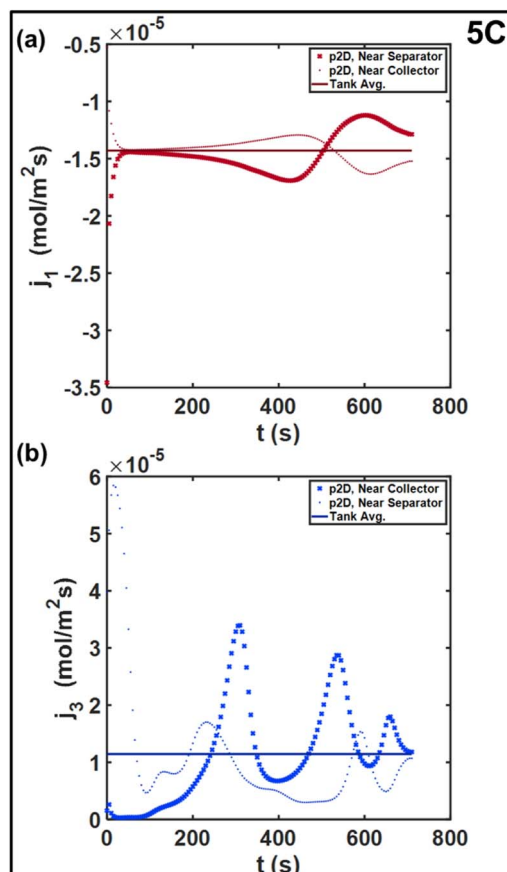 5C
(a)
×10⁻⁵
-0.5
-1
-1.5
-2
-2.5
-3
-3.5
j₁ (mol/m²s)
p2D, Near Separator
p2D, Near Collector
Tank Avg.
0 200 400 600 800
t (s)
(b)
×10⁻⁵
6
5
4
3
2
1
0
j₃ (mol/m²s)
p2D, Near Collector
p2D, Near Separator
Tank Avg.
0 200 400 600 800
t (s)